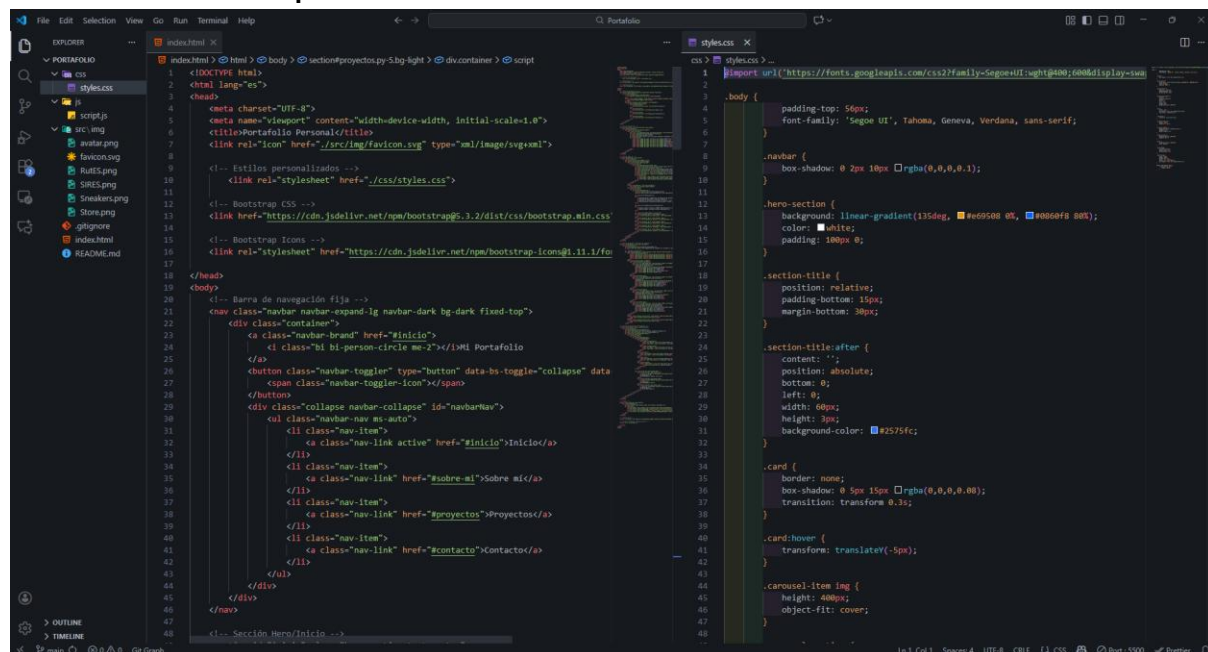 File Edit Selection View Go Run Terminal Help
Portafolio
EXPLORER
PORTAFOLIO
css
styles.css
js
script.js
src\img
avatar.png
favicon.svg
RutES.png
SIRES.png
Sneakers.png
Store.png
.gitignore
index.html
README.md
OUTLINE
TIMELINE
index.html
index.html > html > body > section#proyectos.py-5.bg-light > div.container > script
1 <!DOCTYPE html>
2 <html lang="es">
3 <head>
4 <meta charset="UTF-8">
5 <meta name="viewport" content="width=device-width, initial-scale=1.0">
6 <title>Portafolio Personal</title>
7 <link rel="icon" href="./src/img/favicon.svg" type="xml/image/svg+xml">
8
9 <!-- Estilos personalizados -->
10 <link rel="stylesheet" href="./css/styles.css">
11
12 <!-- Bootstrap CSS -->
13 <link href="https://cdn.jsdelivr.net/npm/bootstrap@5.3.2/dist/css/bootstrap.min.css"
14
15 <!-- Bootstrap Icons -->
16 <link rel="stylesheet" href="https://cdn.jsdelivr.net/npm/bootstrap-icons@1.11.1/fo
17
18 </head>
19 <body>
20 <!-- Barra de navegación fija -->
21 <nav class="navbar navbar-expand-lg navbar-dark bg-dark fixed-top">
22 <div class="container">
23 <a class="navbar-brand" href="#inicio">
24 <i class="bi bi-person-circle me-2"></i>Mi Portafolio
25 </a>
26 <button class="navbar-toggler" type="button" data-bs-toggle="collapse" data
27 <span class="navbar-toggler-icon"></span>
28 </button>
29 <div class="collapse navbar-collapse" id="navbarNav">
30 <ul class="navbar-nav ms-auto">
31 <li class="nav-item">
32 <a class="nav-link active" href="#inicio">Inicio</a>
33 </li>
34 <li class="nav-item">
35 <a class="nav-link" href="#sobre-mi">Sobre mí</a>
36 </li>
37 <li class="nav-item">
38 <a class="nav-link" href="#proyectos">Proyectos</a>
39 </li>
40 <li class="nav-item">
41 <a class="nav-link" href="#contacto">Contacto</a>
42 </li>
43 </ul>
44 </div>
45 </div>
46 </nav>
47
48 <!-- Sección Hero/Inicio -->
styles.css
css > styles.css > ...
1 @import url('https://fonts.googleapis.com/css2?family=Segoe+UI:wght@400;600&display=swap
2
3 .body {
4 padding-top: 56px;
5 font-family: 'Segoe UI', Tahoma, Geneva, Verdana, sans-serif;
6 }
7
8 .navbar {
9 box-shadow: 0 2px 10px rgba(0,0,0,0.1);
10 }
11
12 .hero-section {
13 background: linear-gradient(135deg, #e69508 0%, #0860f8 80%);
14 color: white;
15 padding: 100px 0;
16 }
17
18 .section-title {
19 position: relative;
20 padding-bottom: 15px;
21 margin-bottom: 30px;
22 }
23
24 .section-title:after {
25 content: '';
26 position: absolute;
27 bottom: 0;
28 left: 0;
29 width: 60px;
30 height: 3px;
31 background-color: #2575fc;
32 }
33
34 .card {
35 border: none;
36 box-shadow: 0 5px 15px rgba(0,0,0,0.08);
37 transition: transform 0.3s;
38 }
39
40 .card:hover {
41 transform: translateY(-5px);
42 }
43
44 .carousel-item img {
45 height: 400px;
46 object-fit: cover;
47 }
48
main
Git Graph
Ln 1, Col 1 Spaces: 4 UTF-8 CRLF {} CSS Port : 5500 Prettier